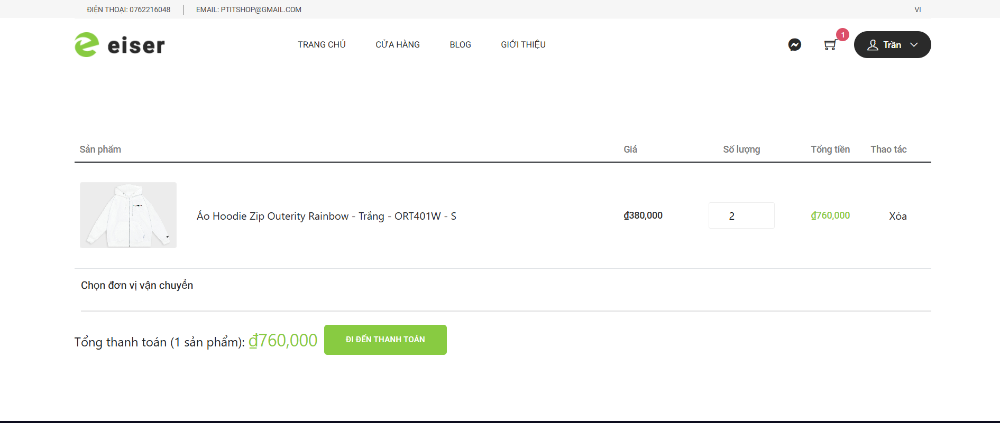 ĐIỆN THOẠI: 0762216048 EMAIL: PTITSHOP@GMAIL.COM VI
eiser TRANG CHỦ CỬA HÀNG BLOG GIỚI THIỆU 1 Trần
Sản phẩm Giá Số lượng Tổng tiền Thao tác
Áo Hoodie Zip Outerity Rainbow - Trắng - ORT401W - S ₫380,000 2 ₫760,000 Xóa
Chọn đơn vị vận chuyển
Tổng thanh toán (1 sản phẩm): ₫760,000 ĐI ĐẾN THANH TOÁN